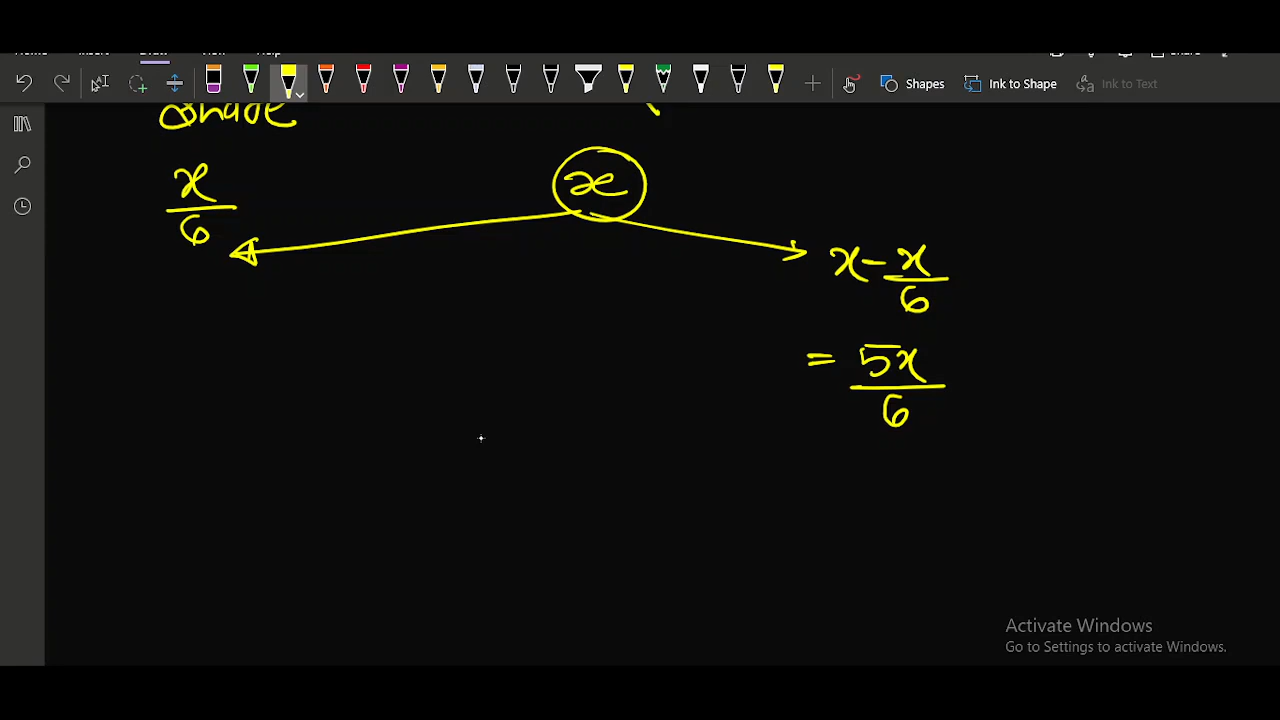 Shapes
Ink to Shape
Ink to Text
x/6
x
x - x/6
= 5x/6
Activate Windows
Go to Settings to activate Windows.